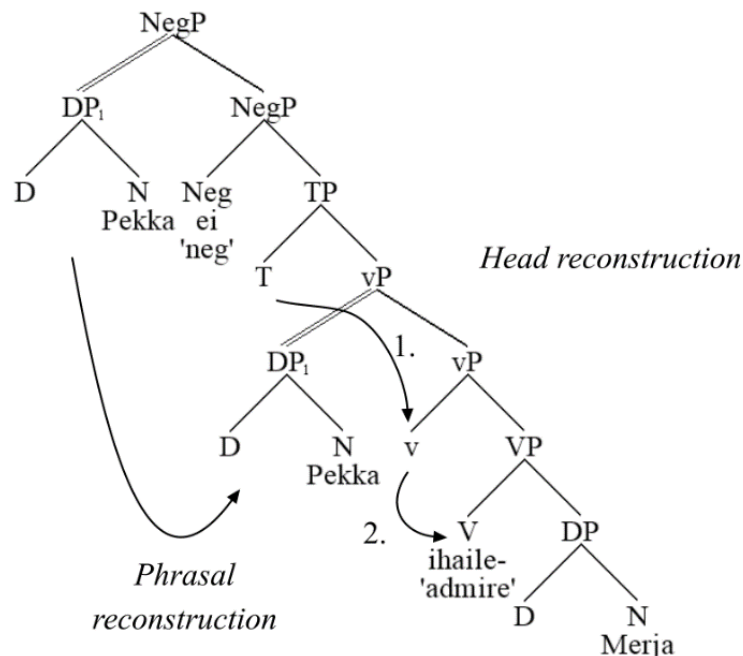 NegP
DP₁ NegP
D N Neg TP
Pekka ei
'neg'
T vP
Head reconstruction
1.
DP₁ vP
D N v VP
Pekka
2. V DP
ihaile-
'admire'
Phrasal
reconstruction
D N
Merja